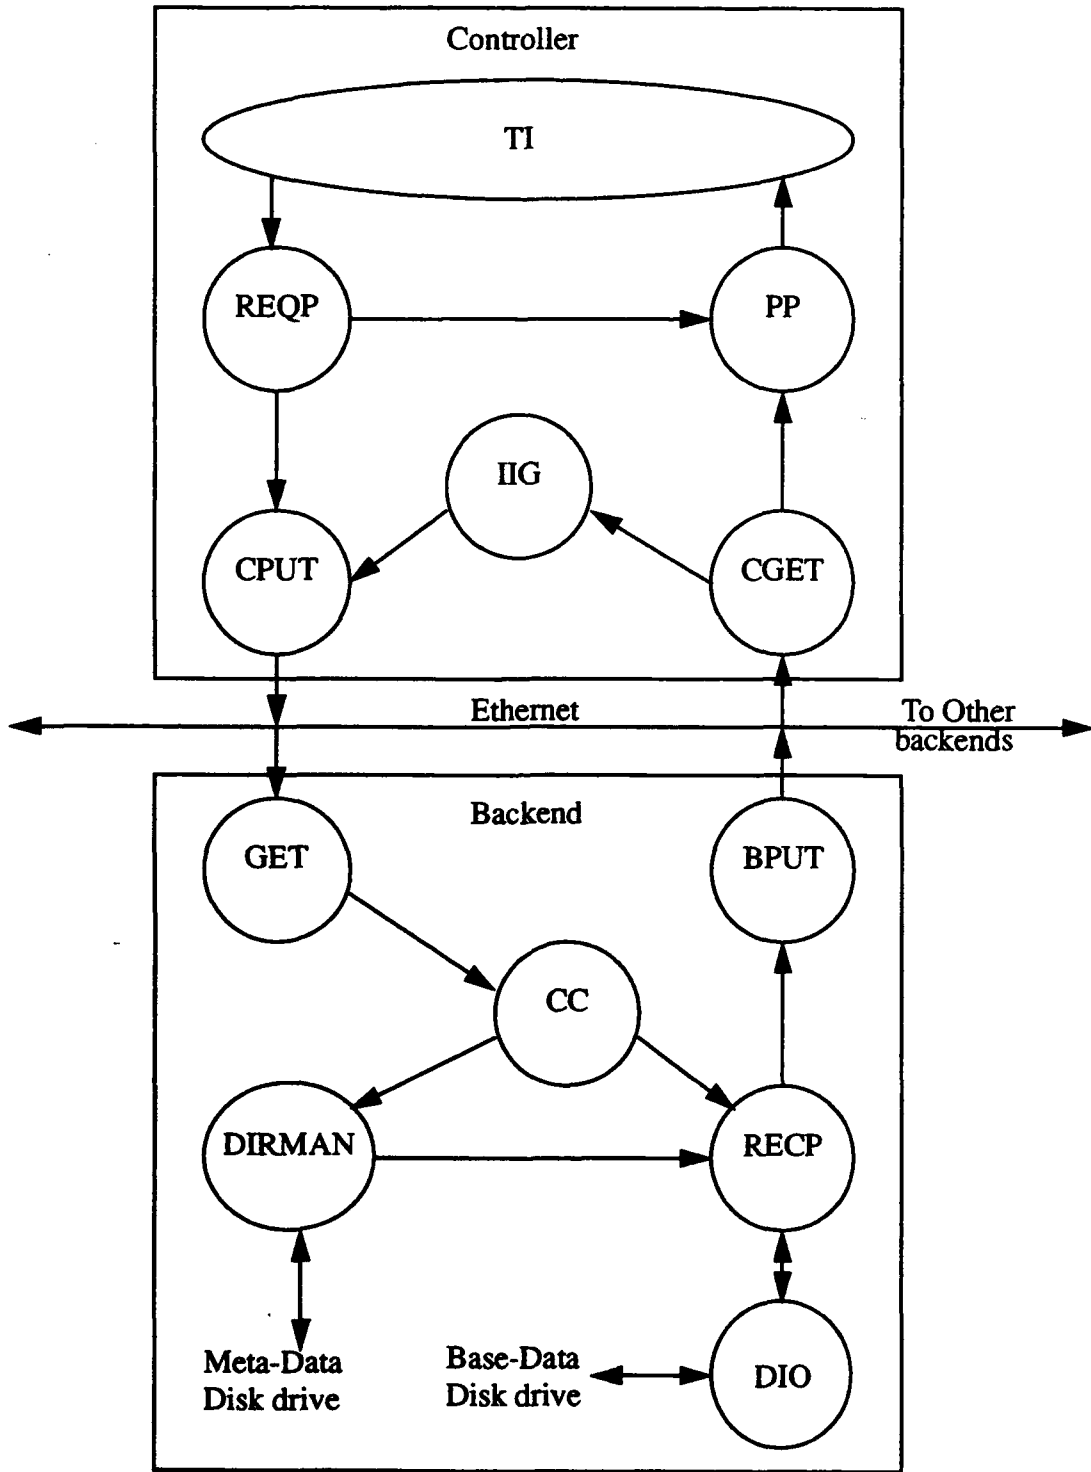 Controller
TI
REQP
PP
IIG
CPUT
CGET
Ethernet
To Other
backends
Backend
GET
BPUT
CC
DIRMAN
RECP
Meta-Data
Disk drive
Base-Data
Disk drive
DIO